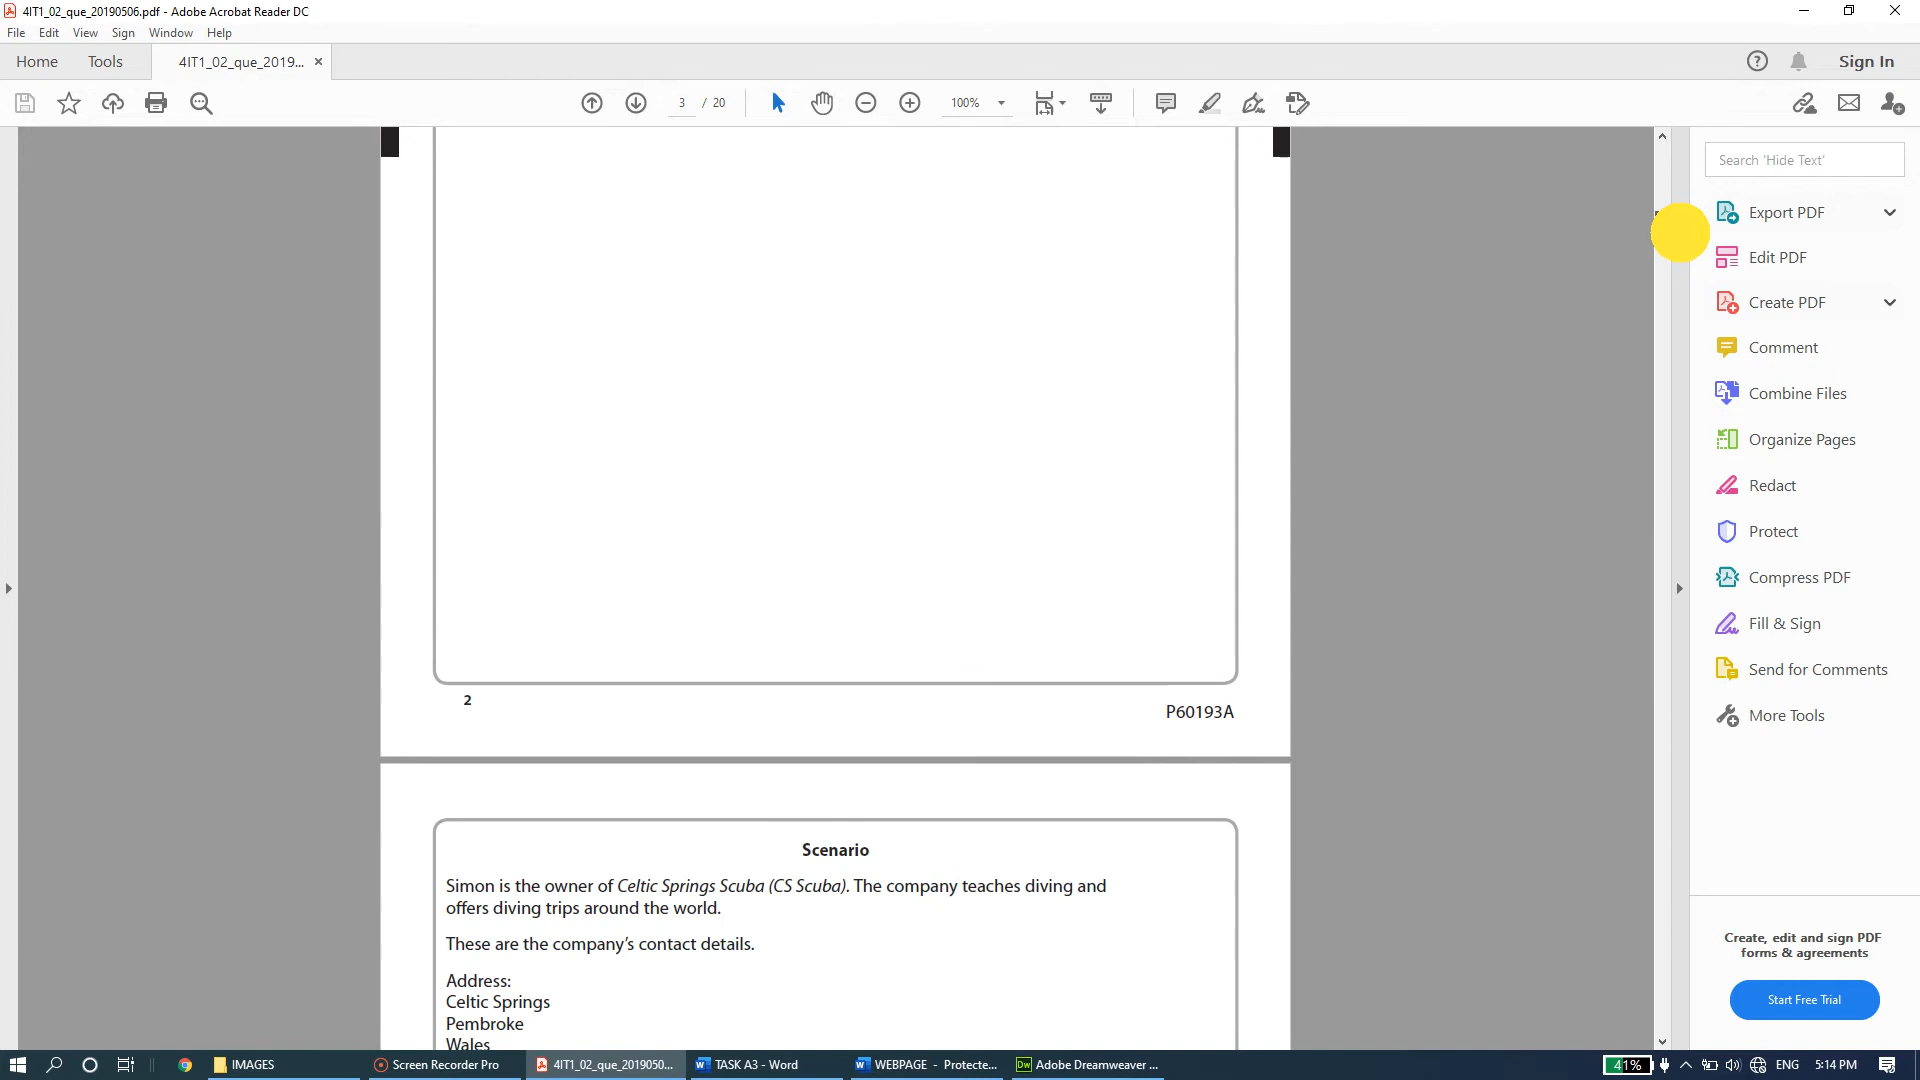 4IT1_02_que_20190506.pdf - Adobe Acrobat Reader DC
File Edit View Sign Window Help
Home Tools 4IT1_02_que_2019... × Sign In
3 / 20 100%
Search 'Hide Text'
Export PDF
Edit PDF
Create PDF
Comment
Combine Files
Organize Pages
Redact
Protect
Compress PDF
Fill & Sign
Send for Comments
More Tools
2
P60193A
Scenario
Simon is the owner of Celtic Springs Scuba (CS Scuba). The company teaches diving and
offers diving trips around the world.
These are the company's contact details.
Address:
Celtic Springs
Pembroke
Wales
Create, edit and sign PDF
forms & agreements
Start Free Trial
IMAGES Screen Recorder Pro 4IT1_02_que_2019050... TASK A3 - Word WEBPAGE - Protecte... Dw Adobe Dreamweaver ... 41% ENG 5:14 PM